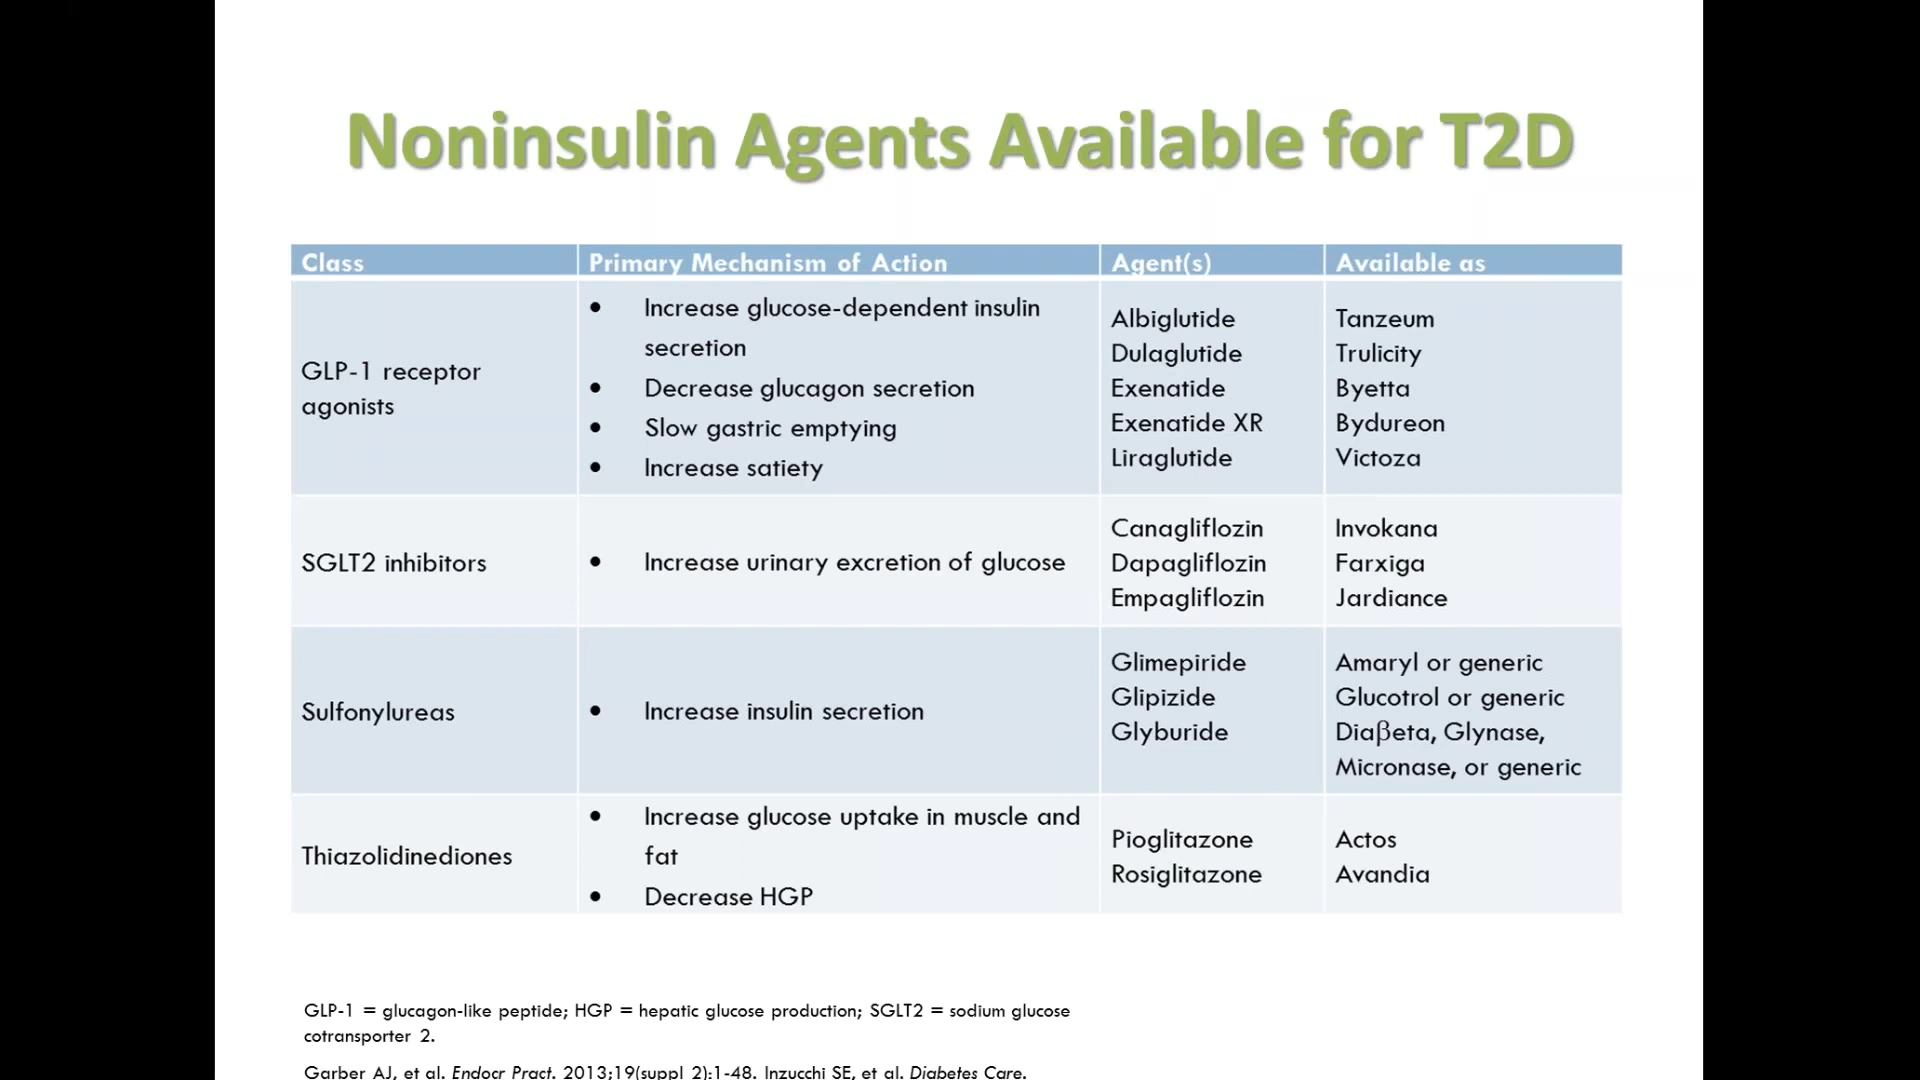 Noninsulin Agents Available for T2D
Class Primary Mechanism of Action Agent(s) Available as
GLP-1 receptor
agonists
• Increase glucose-dependent insulin
secretion
• Decrease glucagon secretion
• Slow gastric emptying
• Increase satiety
Albiglutide
Dulaglutide
Exenatide
Exenatide XR
Liraglutide
Tanzeum
Trulicity
Byetta
Bydureon
Victoza
SGLT2 inhibitors
• Increase urinary excretion of glucose
Canagliflozin
Dapagliflozin
Empagliflozin
Invokana
Farxiga
Jardiance
Sulfonylureas
• Increase insulin secretion
Glimepiride
Glipizide
Glyburide
Amaryl or generic
Glucotrol or generic
Diaβeta, Glynase,
Micronase, or generic
Thiazolidinediones
• Increase glucose uptake in muscle and
fat
• Decrease HGP
Pioglitazone
Rosiglitazone
Actos
Avandia
GLP-1 = glucagon-like peptide; HGP = hepatic glucose production; SGLT2 = sodium glucose
cotransporter 2.
Garber AJ, et al. Endocr Pract. 2013;19(suppl 2):1-48. Inzucchi SE, et al. Diabetes Care.